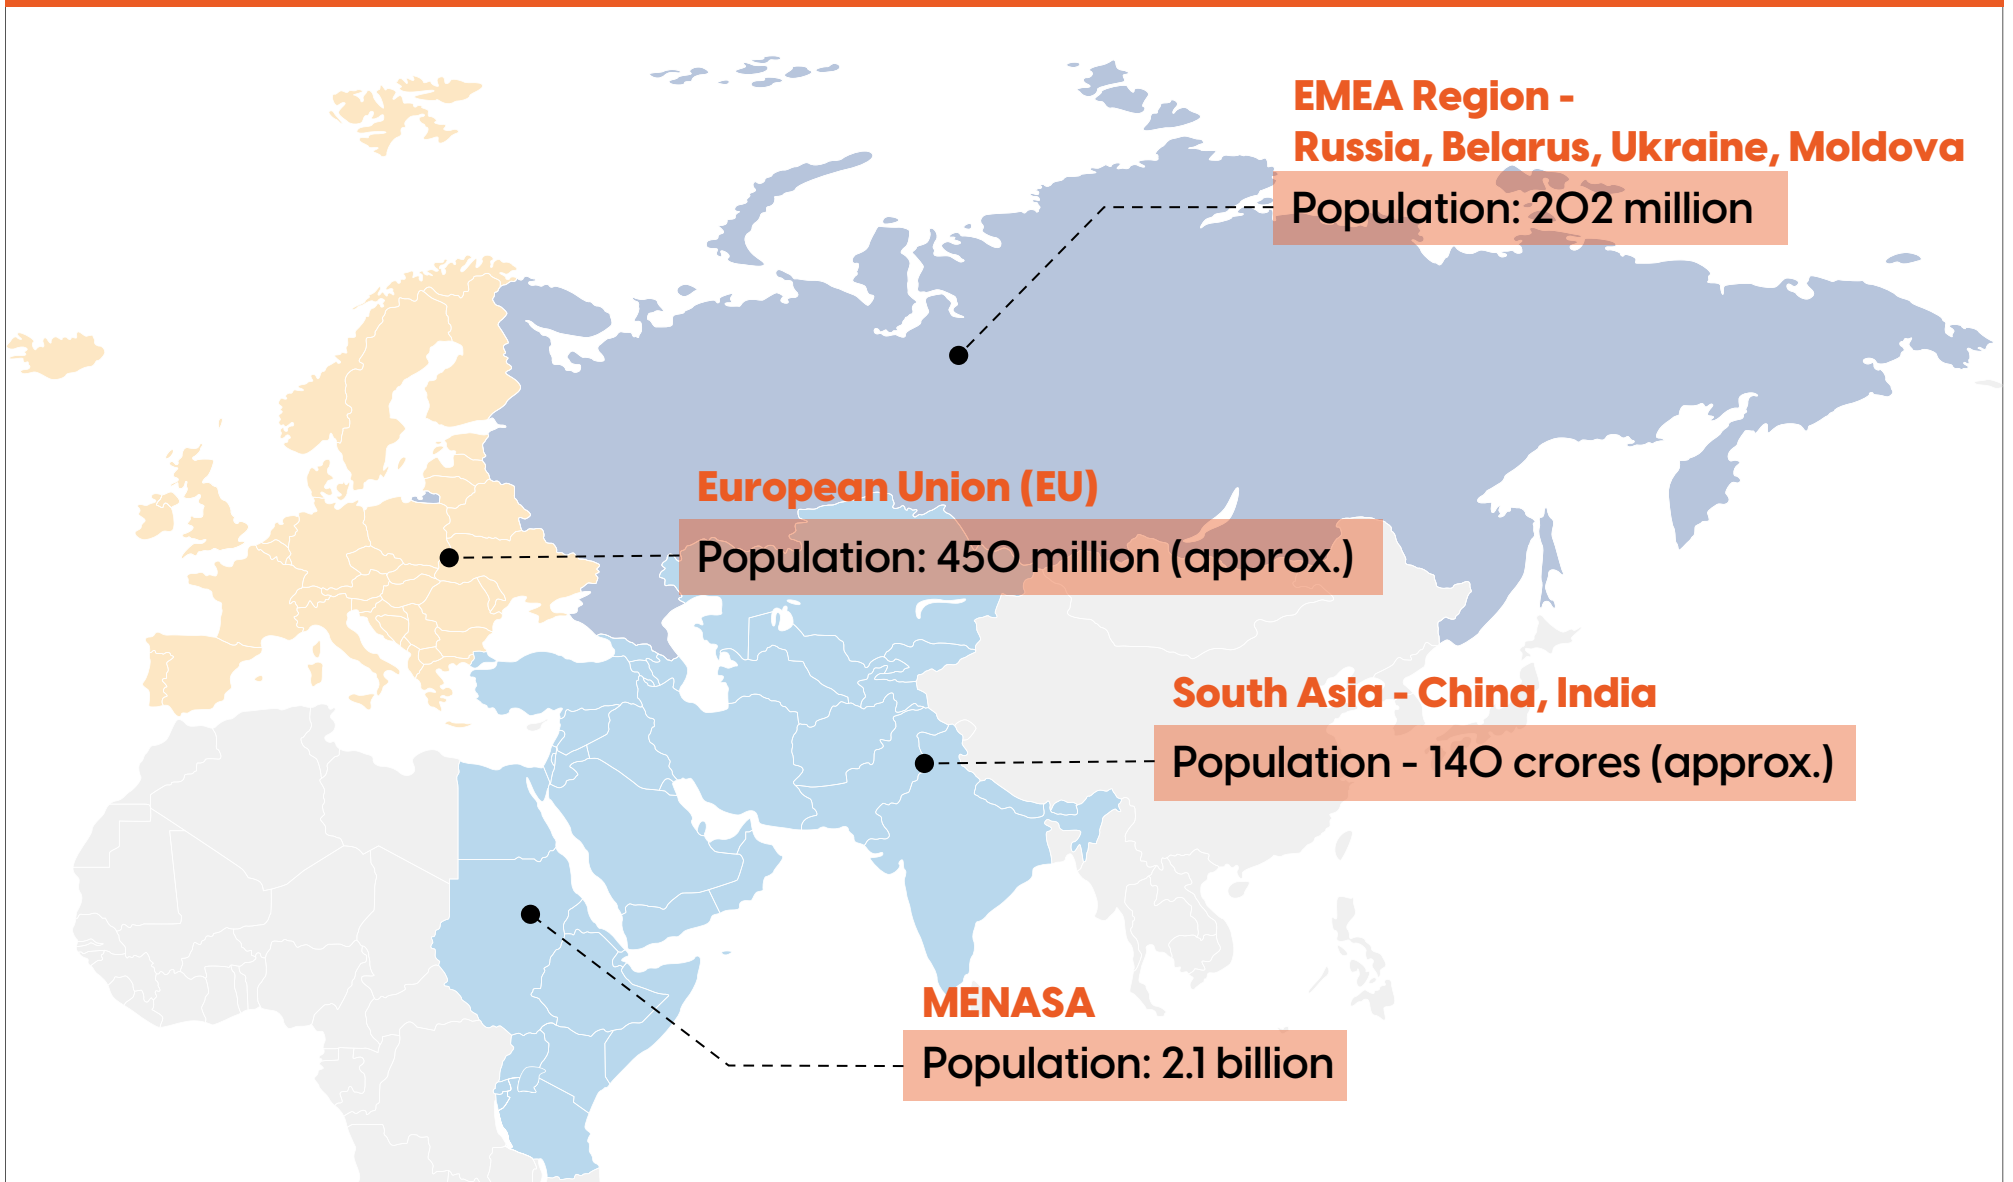 EMEA Region -
Russia, Belarus, Ukraine, Moldova
Population: 202 million
European Union (EU)
Population: 450 million (approx.)
South Asia - China, India
Population - 140 crores (approx.)
MENASA
Population: 2.1 billion